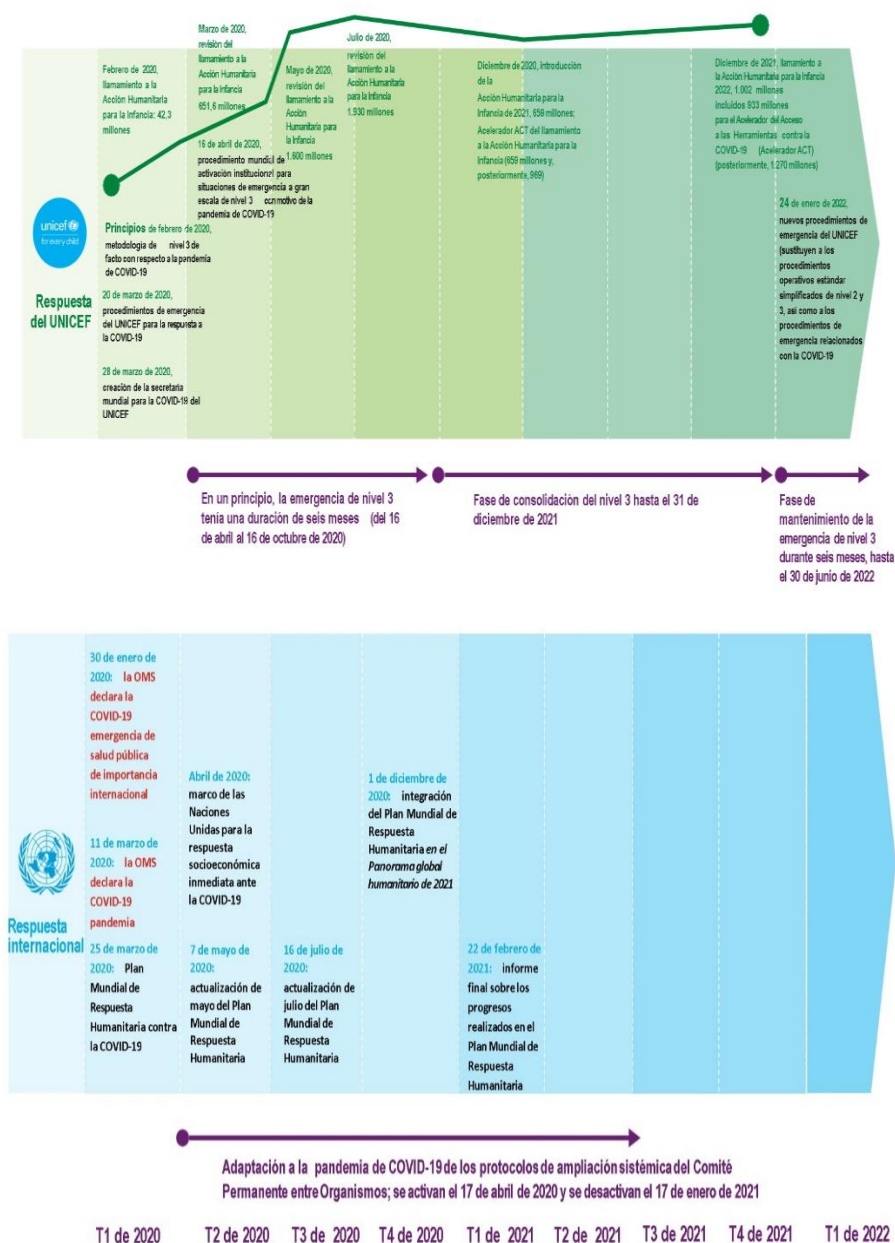 Febrero de 2020,
llamamiento a la
Acción Humanitaria
para la Infancia: 42,3
millones
Marzo de 2020,
revisión del
llamamiento a la
Acción Humanitaria
para la Infancia
651,6 millones
16 de abril de 2020,
procedimiento mundial de
activación institucional para
situaciones de emergencia a gran
escala de nivel 3 con motivo de la
pandemia de COVID-19
Mayo de 2020,
revisión del
llamamiento a la
Acción
Humanitaria para
la Infancia
1.600 millones
Julio de 2020,
revisión del
llamamiento a la
Acción Humanitaria
para la Infancia
1.930 millones
Diciembre de 2020, introducción
de la
Acción Humanitaria para la
Infancia de 2021, 659 millones;
Acelerador ACT del llamamiento
a la Acción Humanitaria para la
Infancia (659 millones y,
posteriormente, 969)
Diciembre de 2021, llamamiento a
la Acción Humanitaria para la Infancia
2022, 1.002 millones
incluidos 933 millones
para el Acelerador del Acceso
a las Herramientas contra la
COVID-19 (Acelerador ACT)
(posteriormente, 1.270 millones)
unicef
for every child
Respuesta
del UNICEF
Principios de febrero de 2020,
metodología de nivel 3 de
facto con respecto a la pandemia
de COVID-19
20 de marzo de 2020,
procedimientos de emergencia
del UNICEF para la respuesta a
la COVID-19
28 de marzo de 2020,
creación de la secretaría
mundial para la COVID-19 del
UNICEF
24 de enero de 2022,
nuevos procedimientos de
emergencia del UNICEF
(sustituyen a los
procedimientos
operativos estándar
simplificados de nivel 2 y
3, así como a los
procedimientos de
emergencia relacionados
con la COVID-19
En un principio, la emergencia de nivel 3
tenía una duración de seis meses (del 16
de abril al 16 de octubre de 2020)
Fase de consolidación del nivel 3 hasta el 31 de
diciembre de 2021
Fase de
mantenimiento de la
emergencia de nivel 3
durante seis meses, hasta
el 30 de junio de 2022
Respuesta
internacional
30 de enero de
2020: la OMS
declara la
COVID-19
emergencia de
salud pública
de importancia
internacional
11 de marzo de
2020: la OMS
declara la
COVID-19
pandemia
25 de marzo de
2020: Plan
Mundial de
Respuesta
Humanitaria contra
la COVID-19
Abril de 2020:
marco de las
Naciones
Unidas para la
respuesta
socioeconómica
inmediata ante
la COVID-19
7 de mayo de
2020:
actualización de
mayo del Plan
Mundial de
Respuesta
Humanitaria
16 de julio de
2020:
actualización de
julio del Plan
Mundial de
Respuesta
Humanitaria
1 de diciembre de
2020: integración
del Plan Mundial de
Respuesta
Humanitaria en el
Panorama global
humanitario de 2021
22 de febrero de
2021: informe
final sobre los
progresos
realizados en el
Plan Mundial de
Respuesta
Humanitaria
Adaptación a la pandemia de COVID-19 de los protocolos de ampliación sistémica del Comité
Permanente entre Organismos; se activan el 17 de abril de 2020 y se desactivan el 17 de enero de 2021
T1 de 2020 T2 de 2020 T3 de 2020 T4 de 2020 T1 de 2021 T2 de 2021 T3 de 2021 T4 de 2021 T1 de 2022